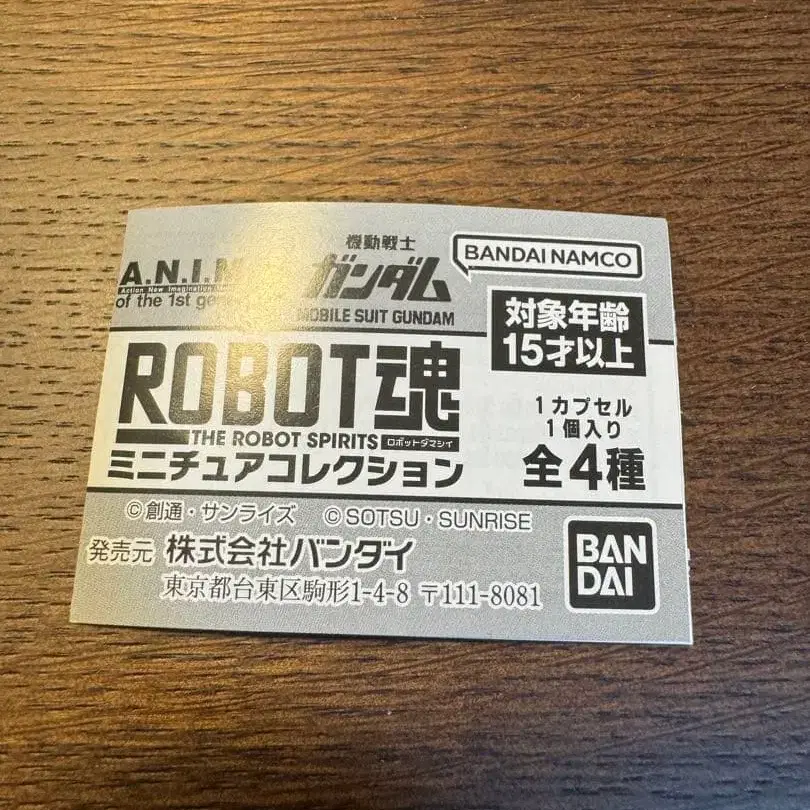 機動戦士
BANDAI NAMCO
ガンダム
MOBILE SUIT GUNDAM
A.N.I.M
Action New Imagination
of the 1st
対象年齢
15才以上
ROBOT魂
THE ROBOT SPIRITS ロボットダマシイ
ミニチュアコレクション
1カプセル
1個入り
全4種
©創通・サンライズ ©SOTSU・SUNRISE
発売元 株式会社バンダイ
東京都台東区駒形1-4-8 〒111-8081
BAN
DAI